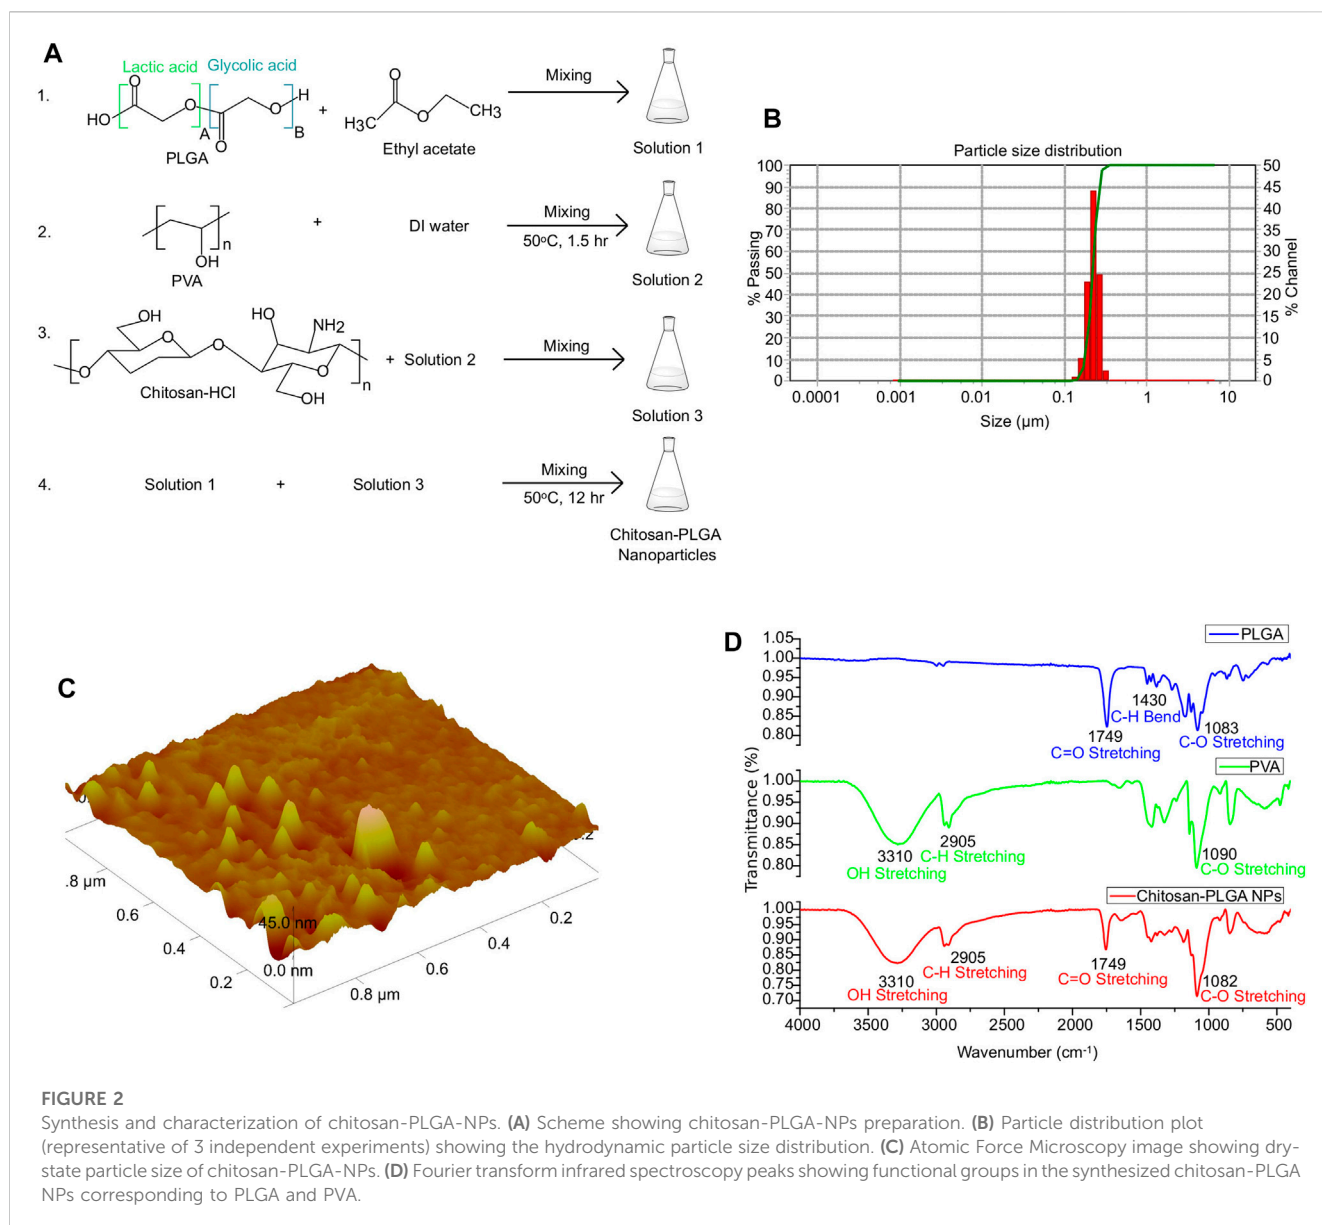 A
Lactic acid Glycolic acid
1.
O
HO
O
O
O
H
A
B
PLGA
+
O
H3C
O
CH3
Ethyl acetate
Mixing
Solution 1
2.
n
OH
PVA
+
DI water
Mixing
50°C, 1.5 hr
Solution 2
3.
OH
O
O
O
HO
NH2
O
OH
n
Chitosan-HCl
+ Solution 2
Mixing
Solution 3
4.
Solution 1
+
Solution 3
Mixing
50°C, 12 hr
Chitosan-PLGA
Nanoparticles
B
Particle size distribution
% Passing
100
90
80
70
60
50
40
30
20
10
0
50
45
40
35
30
25
20
15
10
5
0
% Channel
0.0001 0.001 0.01 0.1 1 10
Size (µm)
C
.8 µm
0.6
0.4
0.2
45.0 nm
0.0 nm
0.8 µm
0.6
0.4
0.2
D
Transmittance (%)
PLGA
1.05
1.00
0.95
0.90
0.85
0.80
1430
C-H Bend
1749
C=O Stretching
1083
C-O Stretching
PVA
1.00
0.95
0.90
0.85
0.80
3310
OH Stretching
2905
C-H Stretching
1090
C-O Stretching
Chitosan-PLGA NPs
1.00
0.95
0.90
0.85
0.80
0.75
0.70
3310
OH Stretching
2905
C-H Stretching
1749
C=O Stretching
1082
C-O Stretching
4000 3500 3000 2500 2000 1500 1000 500
Wavenumber (cm-1)
FIGURE 2
Synthesis and characterization of chitosan-PLGA-NPs. (A) Scheme showing chitosan-PLGA-NPs preparation. (B) Particle distribution plot
(representative of 3 independent experiments) showing the hydrodynamic particle size distribution. (C) Atomic Force Microscopy image showing dry-
state particle size of chitosan-PLGA-NPs. (D) Fourier transform infrared spectroscopy peaks showing functional groups in the synthesized chitosan-PLGA
NPs corresponding to PLGA and PVA.